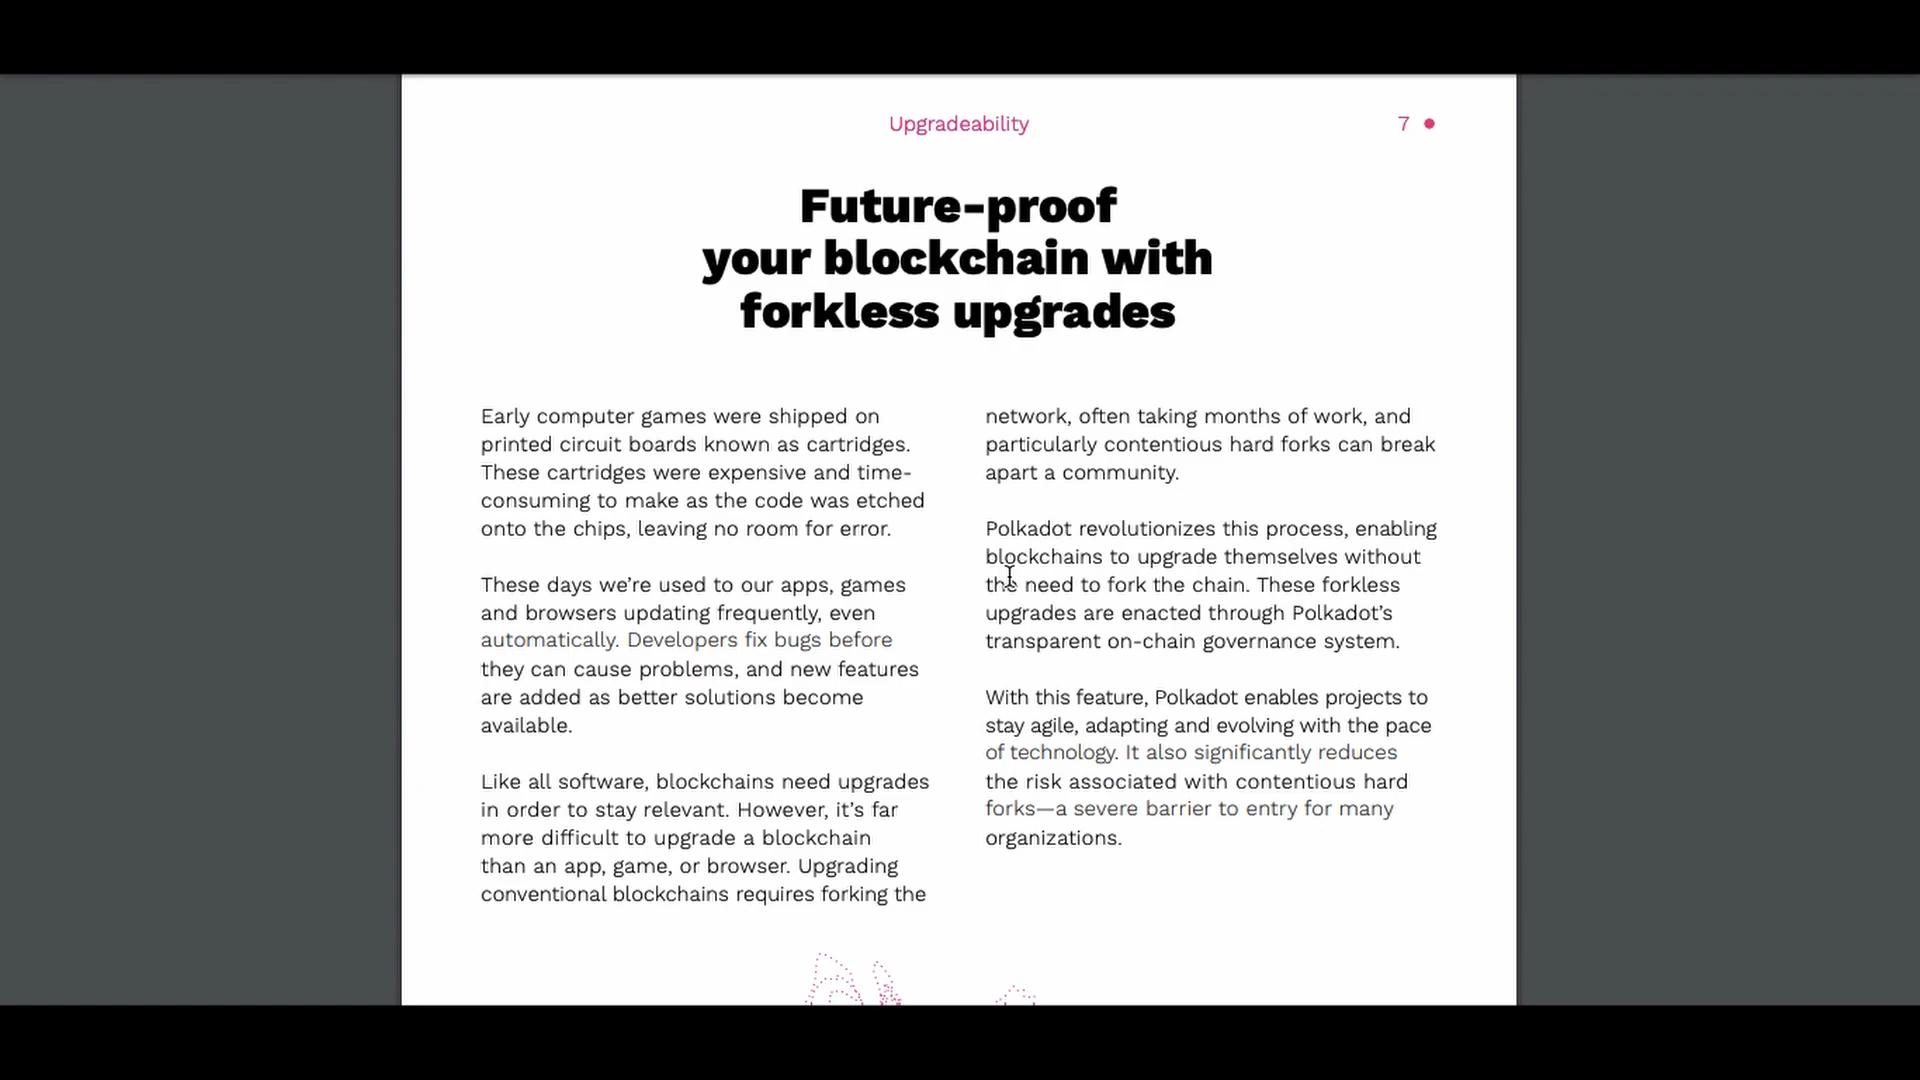 Upgradeability
7
Future-proof
your blockchain with
forkless upgrades
Early computer games were shipped on
printed circuit boards known as cartridges.
These cartridges were expensive and time-
consuming to make as the code was etched
onto the chips, leaving no room for error.
These days we’re used to our apps, games
and browsers updating frequently, even
automatically. Developers fix bugs before
they can cause problems, and new features
are added as better solutions become
available.
Like all software, blockchains need upgrades
in order to stay relevant. However, it’s far
more difficult to upgrade a blockchain
than an app, game, or browser. Upgrading
conventional blockchains requires forking the
network, often taking months of work, and
particularly contentious hard forks can break
apart a community.
Polkadot revolutionizes this process, enabling
blockchains to upgrade themselves without
the need to fork the chain. These forkless
upgrades are enacted through Polkadot’s
transparent on-chain governance system.
With this feature, Polkadot enables projects to
stay agile, adapting and evolving with the pace
of technology. It also significantly reduces
the risk associated with contentious hard
forks—a severe barrier to entry for many
organizations.